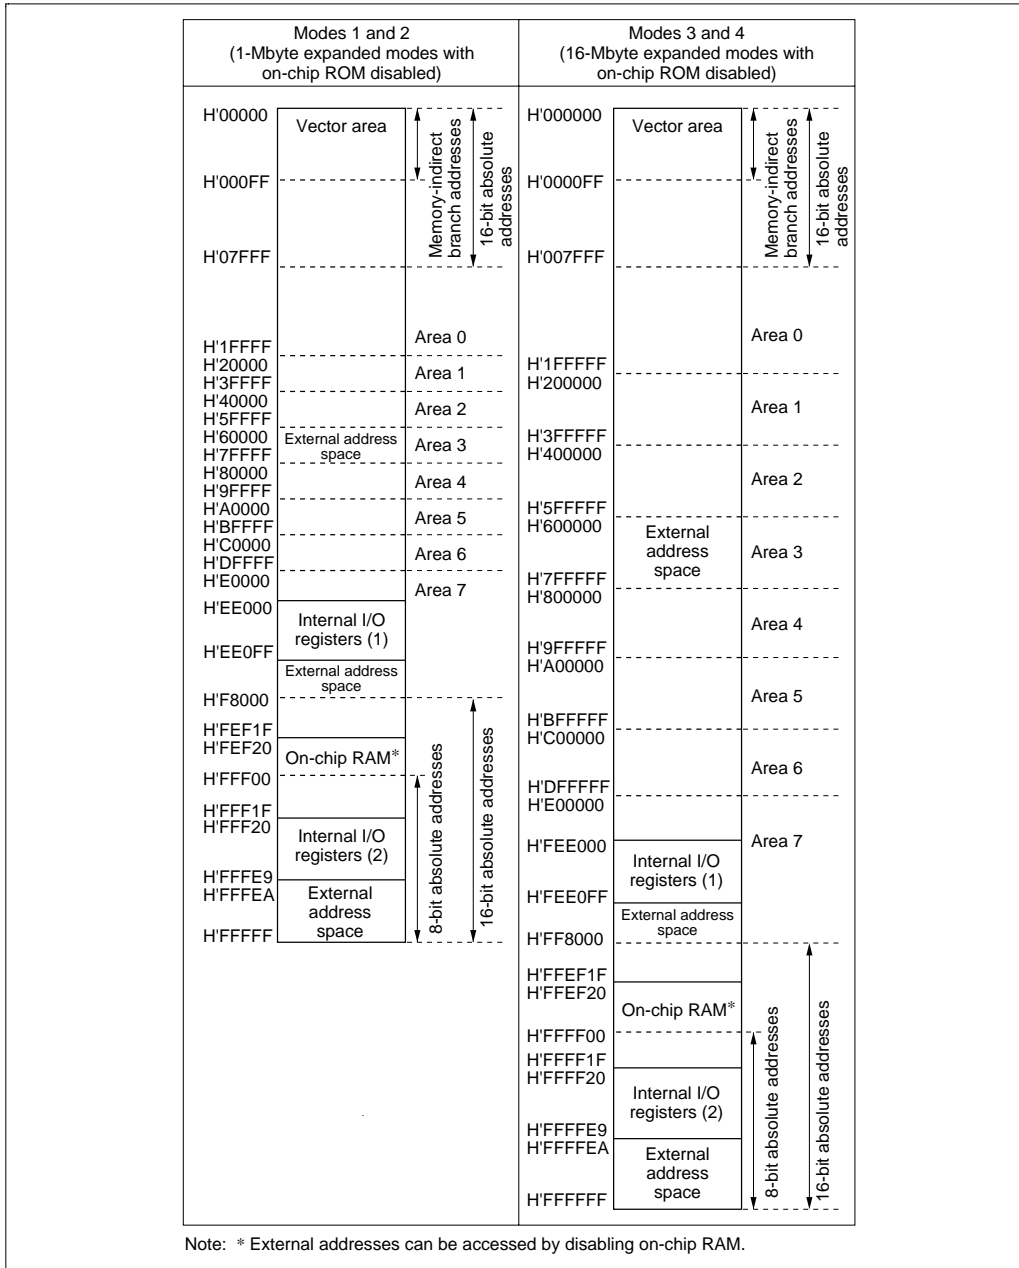 Modes 1 and 2
(1-Mbyte expanded modes with
on-chip ROM disabled)
H'00000
Vector area
H'000FF
H'07FFF
Memory-indirect
branch addresses
16-bit absolute
addresses
H'1FFFF
Area 0
H'20000
H'3FFFF
Area 1
H'40000
H'5FFFF
Area 2
H'60000
H'7FFFF
External address
space
Area 3
H'80000
H'9FFFF
Area 4
H'A0000
H'BFFFF
Area 5
H'C0000
H'DFFFF
Area 6
H'E0000
Area 7
H'EE000
Internal I/O
registers (1)
H'EE0FF
External address
space
H'F8000
H'FEF1F
H'FEF20
On-chip RAM*
H'FFF00
H'FFF1F
H'FFF20
Internal I/O
registers (2)
H'FFFE9
H'FFFEA
External
address
space
H'FFFFF
8-bit absolute addresses
16-bit absolute addresses
Modes 3 and 4
(16-Mbyte expanded modes with
on-chip ROM disabled)
H'000000
Vector area
H'0000FF
H'007FFF
Memory-indirect
branch addresses
16-bit absolute
addresses
Area 0
H'1FFFFF
H'200000
Area 1
H'3FFFFF
H'400000
Area 2
H'5FFFFF
H'600000
External
address
space
Area 3
H'7FFFFF
H'800000
Area 4
H'9FFFFF
H'A00000
Area 5
H'BFFFFF
H'C00000
Area 6
H'DFFFFF
H'E00000
Area 7
H'FEE000
Internal I/O
registers (1)
H'FEE0FF
External address
space
H'FF8000
H'FFEF1F
H'FFEF20
On-chip RAM*
H'FFFF00
H'FFFF1F
H'FFFF20
Internal I/O
registers (2)
H'FFFFE9
H'FFFFEA
External
address
space
H'FFFFFF
8-bit absolute addresses
16-bit absolute addresses
Note: * External addresses can be accessed by disabling on-chip RAM.